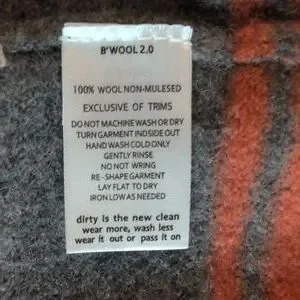 B'WOOL 2.0
100% WOOL NON-MULESED
EXCLUSIVE OF TRIMS
DO NOT MACHINE WASH OR DRY
TURN GARMENT INDSIDE OUT
HAND WASH COLD ONLY
GENTLY RINSE
NO NOT WRING
RE-SHAPE GARMENT
LAY FLAT TO DRY
IRON LOW AS NEEDED
dirty is the new clean
wear more, wash less
wear it out or pass it on